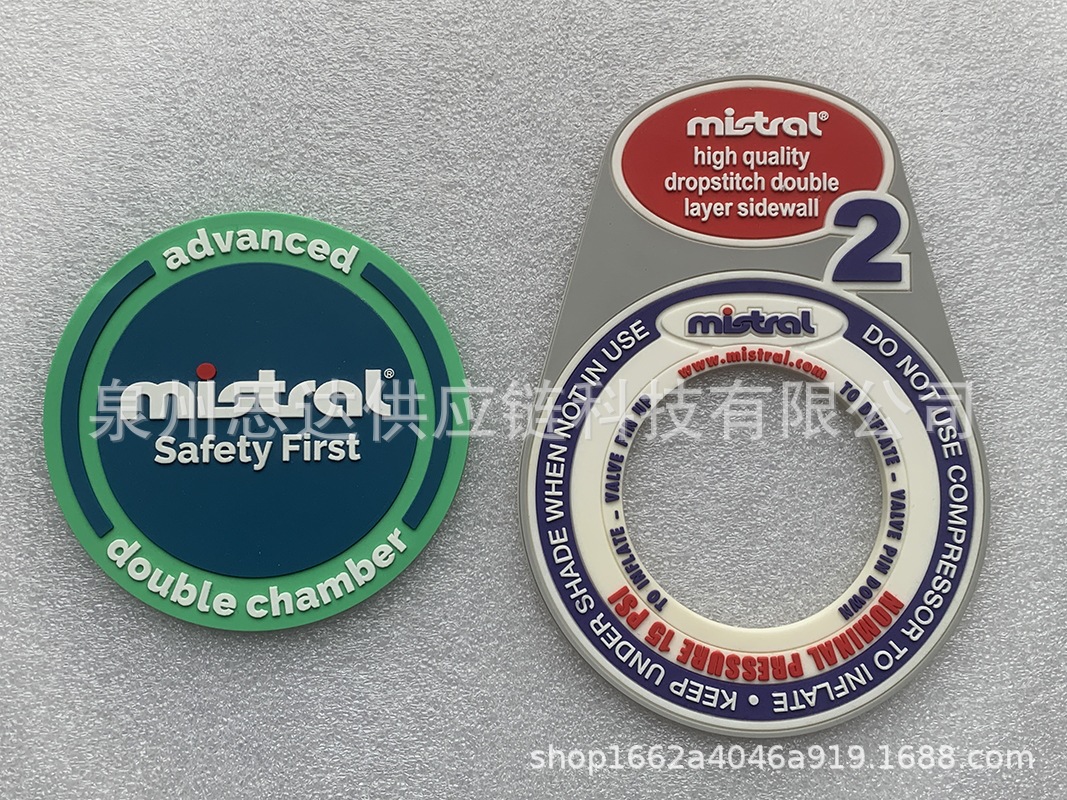 advanced
mistral®
Safety First
double chamber
mistral®
high quality
dropstitch double
layer sidewall
2
mistral
www.mistral.com
KEEP UNDER SHADE WHEN NOT IN USE
DO NOT USE COMPRESSOR TO INFLATE •
TO INFLATE - VALVE PIN UP
TO DEFLATE - VALVE PIN DOWN
NOMINAL PRESSURE 15 PSI
泉州思达供应链科技有限公司
shop1662a4046a919.1688.com